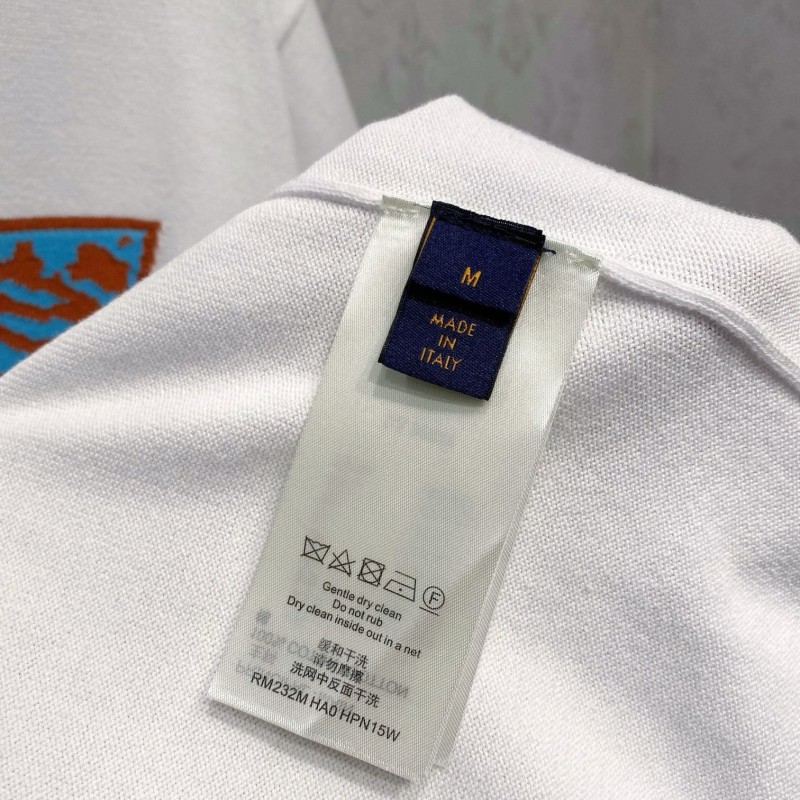 M
MADE
IN
ITALY
F
Gentle dry clean
Do not rub
Dry clean inside out in a net
缓和干洗
请勿摩擦
洗网中反面干洗
RM232M HA0 HPN15W